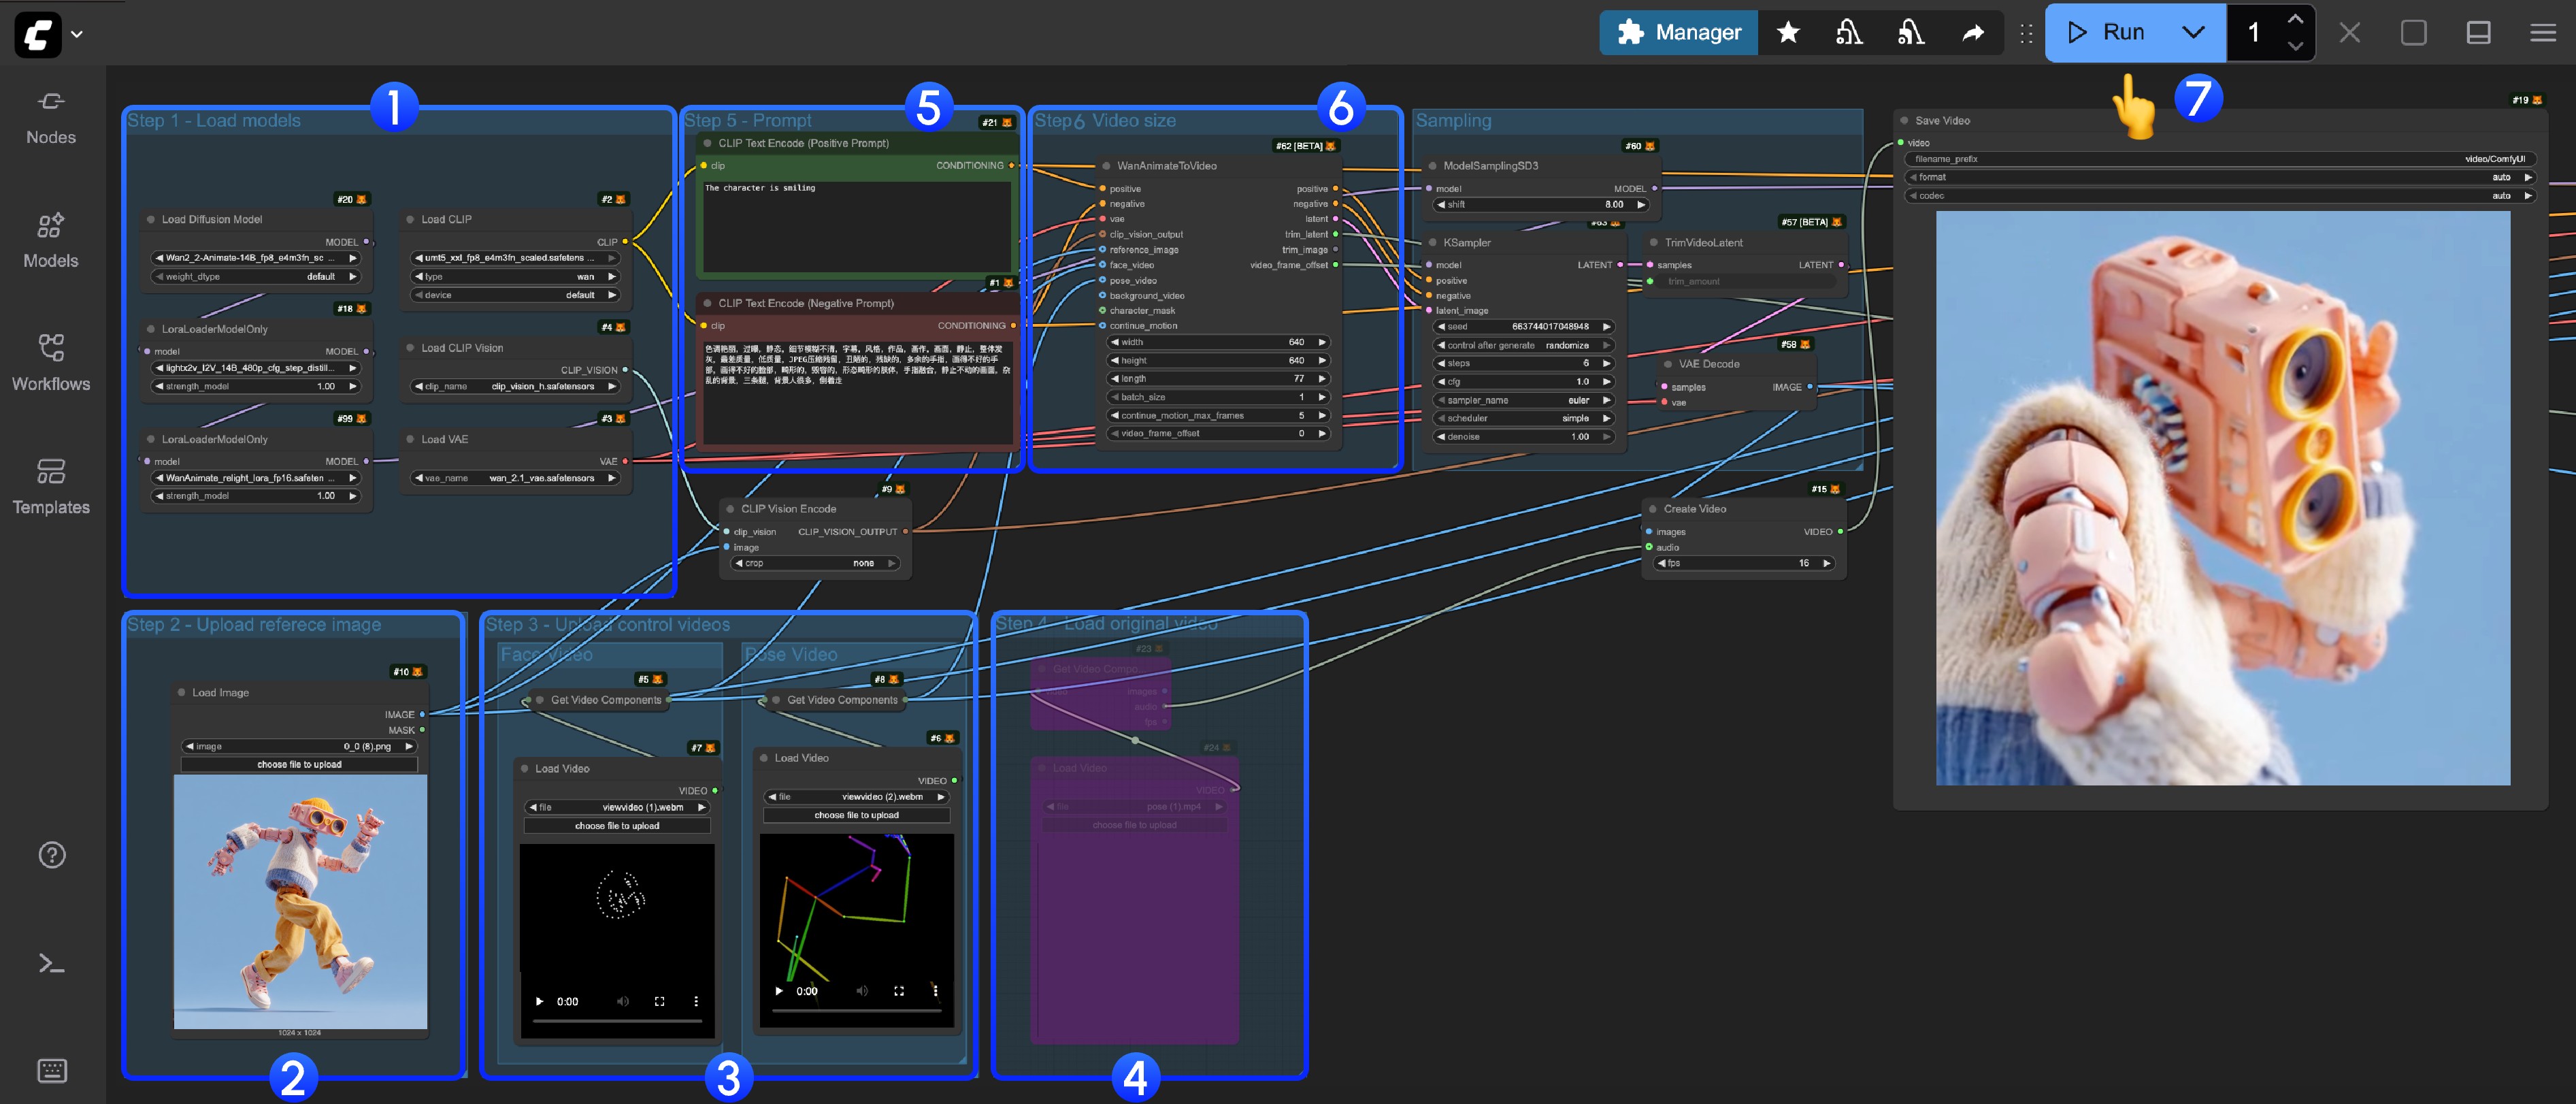 Manager
Run
1
Nodes
Models
Workflows
Templates
1
Step 1 - Load models
#20
Load Diffusion Model
MODEL
Wan2_2-Animate-14B_fp8_e4m3fn_sc ...
weight_dtype default
#18
LoraLoaderModelOnly
model MODEL
lightx2v_I2V_14B_480p_cfg_step_distill...
strength_model 1.00
#99
LoraLoaderModelOnly
model MODEL
WanAnimate_relight_lora_fp16.safeten ...
strength_model 1.00
#2
Load CLIP
CLIP
umt5_xxl_fp8_e4m3fn_scaled.safetens ...
type wan
device default
#4
Load CLIP Vision
CLIP_VISION
clip_name clip_vision_h.safetensors
#3
Load VAE
VAE
vae_name wan_2.1_vae.safetensors
5
Step 5 - Prompt
#21
CLIP Text Encode (Positive Prompt)
clip CONDITIONING
The character is smiling
#1
CLIP Text Encode (Negative Prompt)
clip CONDITIONING
色调艳丽，过曝，静态，细节模糊不清，字幕，风格，作品，画作，画面，静止，整体发
灰，最差质量，低质量，JPEG压缩残留，丑陋的，残缺的，多余的手指，画得不好的手
部，画得不好的脸部，畸形的，毁容的，形态畸形的肢体，手指融合，静止不动的画面，杂
乱的背景，三条腿，背景人很多，倒着走
6
Step6 Video size
#62 [BETA]
WanAnimateToVideo
positive positive
negative negative
vae latent
clip_vision_output trim_latent
reference_image trim_image
face_video video_frame_offset
pose_video
background_video
character_mask
continue_motion
width 640
height 640
length 77
batch_size 1
continue_motion_max_frames 5
video_frame_offset 0
Sampling
#60
ModelSamplingSD3
model MODEL
shift 8.00
#63
KSampler
model LATENT
positive
negative
latent_image
seed 663744017048948
control after generate randomize
steps 6
cfg 1.0
sampler_name euler
scheduler simple
denoise 1.00
#57 [BETA]
TrimVideoLatent
samples LATENT
trim_amount
#58
VAE Decode
samples IMAGE
vae
7
#19
Save Video
video
filename_prefix video/ComfyUI
format auto
codec auto
#9
CLIP Vision Encode
clip_vision CLIP_VISION_OUTPUT
image
crop none
#15
Create Video
images VIDEO
audio
fps 16
Step 2 - Upload referece image
#10
Load Image
IMAGE
MASK
image 0_0 (8).png
choose file to upload
1024 x 1024
2
Step 3 - Upload control videos
Face Video
#5
Get Video Components
#7
Load Video
VIDEO
file viewvideo (1).webm
choose file to upload
0:00
Pose Video
#8
Get Video Components
#6
Load Video
VIDEO
file viewvideo (2).webm
choose file to upload
0:00
3
Step 4 - Load original video
#23
Get Video Compo...
video images
audio
fps
#24
Load Video
VIDEO
file pose (1).mp4
choose file to upload
4